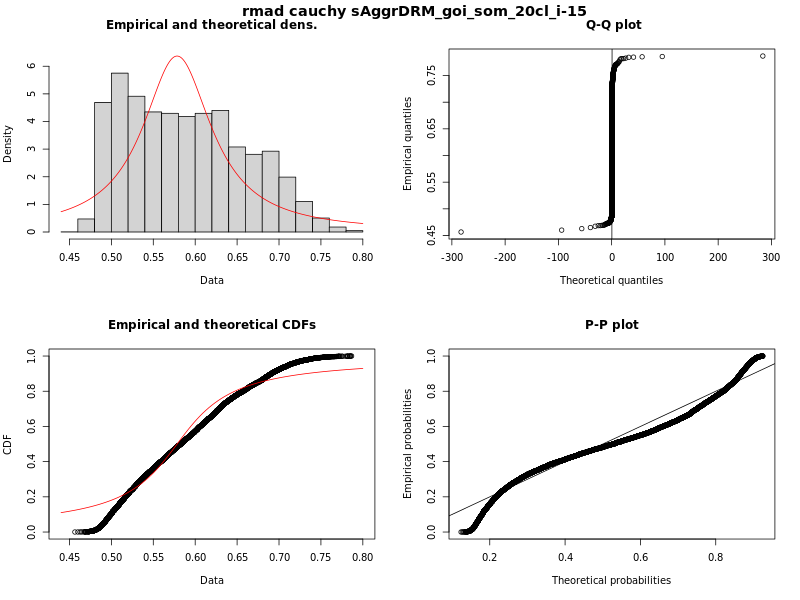 rmad cauchy sAggrDRM_goi_som_20cl_i-15
Empirical and theoretical dens.
Density
0 1 2 3 4 5 6
0.45 0.50 0.55 0.60 0.65 0.70 0.75 0.80
Data
Q-Q plot
Empirical quantiles
0.45 0.55 0.65 0.75
-300 -200 -100 0 100 200 300
Theoretical quantiles
Empirical and theoretical CDFs
CDF
0.0 0.2 0.4 0.6 0.8 1.0
0.45 0.50 0.55 0.60 0.65 0.70 0.75 0.80
Data
P-P plot
Empirical probabilities
0.0 0.2 0.4 0.6 0.8 1.0
0.2 0.4 0.6 0.8
Theoretical probabilities